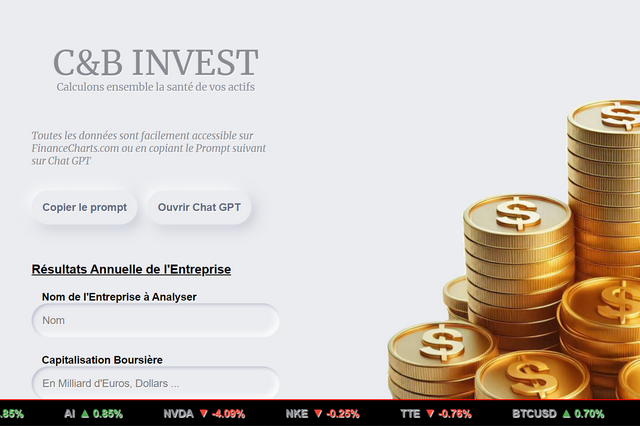 C&B INVEST
Calculons ensemble la santé de vos actifs
Toutes les données sont facilement accessible sur
FinanceCharts.com ou en copiant le Prompt suivant
sur Chat GPT
Copier le prompt
Ouvrir Chat GPT
Résultats Annuelle de l'Entreprise
Nom de l'Entreprise à Analyser
Nom
Capitalisation Boursière
En Milliard d'Euros, Dollars ...
.85% AI ▲ 0.85% NVDA ▼ -4.09% NKE ▼ -0.25% TTE ▼ -0.76% BTCUSD ▲ 0.70%